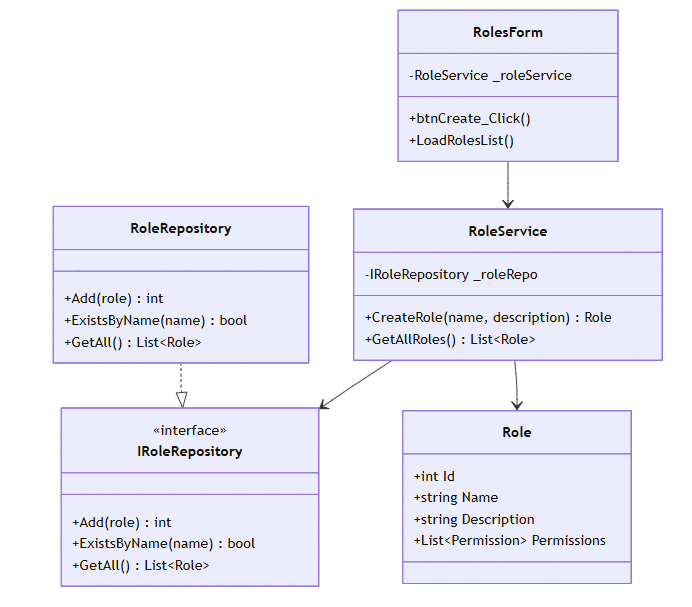 RolesForm
-RoleService _roleService
+btnCreate_Click()
+LoadRolesList()
RoleRepository
+Add(role) : int
+ExistsByName(name) : bool
+GetAll() : List<Role>
RoleService
-IRoleRepository _roleRepo
+CreateRole(name, description) : Role
+GetAllRoles() : List<Role>
«interface»
IRoleRepository
+Add(role) : int
+ExistsByName(name) : bool
+GetAll() : List<Role>
Role
+int Id
+string Name
+string Description
+List<Permission> Permissions